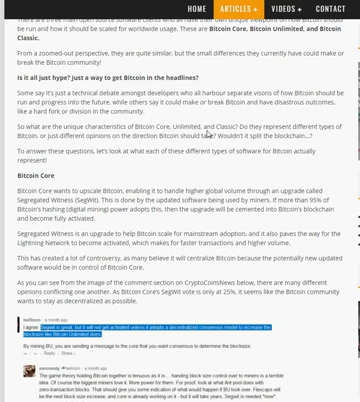 HOME ARTICLES + VIDEOS + CONTACT
There are three main open source software clients who all have their own unique viewpoint on how Bitcoin should
be run and how it should be scaled for worldwide usage. These are Bitcoin Core, Bitcoin Unlimited, and Bitcoin
Classic.
From a zoomed-out perspective, they are quite similar, but the small differences they currently have could make or
break the Bitcoin community!
Is it all just hype? Just a way to get Bitcoin in the headlines?
Some say it's just a technical debate amongst developers who all harbour separate visons of how Bitcoin should be
run and progress into the future, while others say it could make or break Bitcoin and have disastrous outcomes,
like a hard fork or division in the community.
So what are the unique characteristics of Bitcoin Core, Unlimited, and Classic? Do they represent different types of
Bitcoin, or just different opinions on the direction Bitcoin should take? Wouldn't it split the blockchain...?
To answer these questions, let's look at what each of these different types of software for Bitcoin actually
represent!
Bitcoin Core
Bitcoin Core wants to upscale Bitcoin, enabling it to handle higher global volume through an upgrade called
Segregated Witness (SegWit). This is done by the updated software being used by miners. If more than 95% of
Bitcoin's hashing (digital mining) power adopts this, then the upgrade will be cemented into Bitcoin's blockchain
and become fully activated.
Segregated Witness is an upgrade to help Bitcoin scale for mainstream adoption, and it also paves the way for the
Lightning Network to become activated, which makes for faster transactions and higher volume.
This has created a lot of controversy, as many believe it will centralize Bitcoin because the potentially new updated
software would be in control of Bitcoin Core.
As you can see from the image of the comment section on CryptoCoinsNews below, there are many different
opinions conflicting one another. As Bitcoin Core's SegWit vote is only at 25%, it seems like the Bitcoin community
wants to stay as decentralized as possible.
a month ago
I agree. Segwit is great, but it will not get activated unless it adopts a decentralized consensus model to increase the
blocksize like Bitcoin Unlimited does.
By mining BU, you are sending a message to the core that you want consensus to determine the blocksize
Reply Share ›
a month ago
The game theory holding Bitcoin together is tenuous as it is... handing block size control over to miners is a terrible
idea. Of course the biggest miners love it. More power for them. For proof: look at what Ant pool does with
zero-transaction blocks. That should give you some indication of what would happen if EU takes over. Segwit has
the block size increase, and core is already working on it - but it will take years. Segwit is needed *now*.